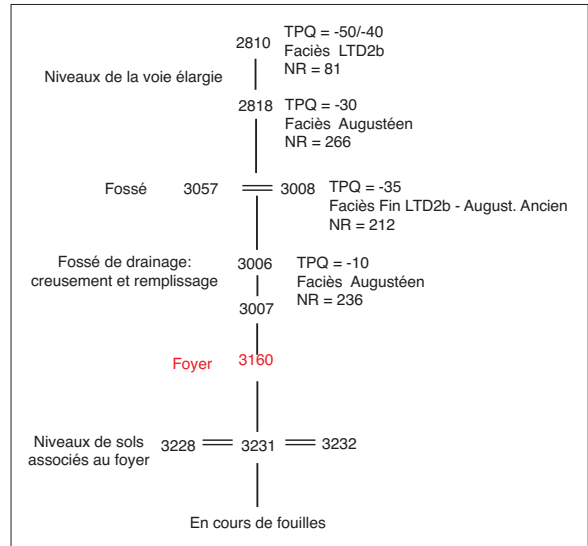 2810
TPQ = -50/-40
Faciès LTD2b
NR = 81
Niveaux de la voie élargie
2818
TPQ = -30
Faciès Augustéen
NR = 266
Fossé
3057
3008
TPQ = -35
Faciès Fin LTD2b - August. Ancien
NR = 212
Fossé de drainage:
creusement et remplissage
3006
TPQ = -10
Faciès Augustéen
NR = 236
3007
Foyer
3160
Niveaux de sols
associés au foyer
3228
3231
3232
En cours de fouilles